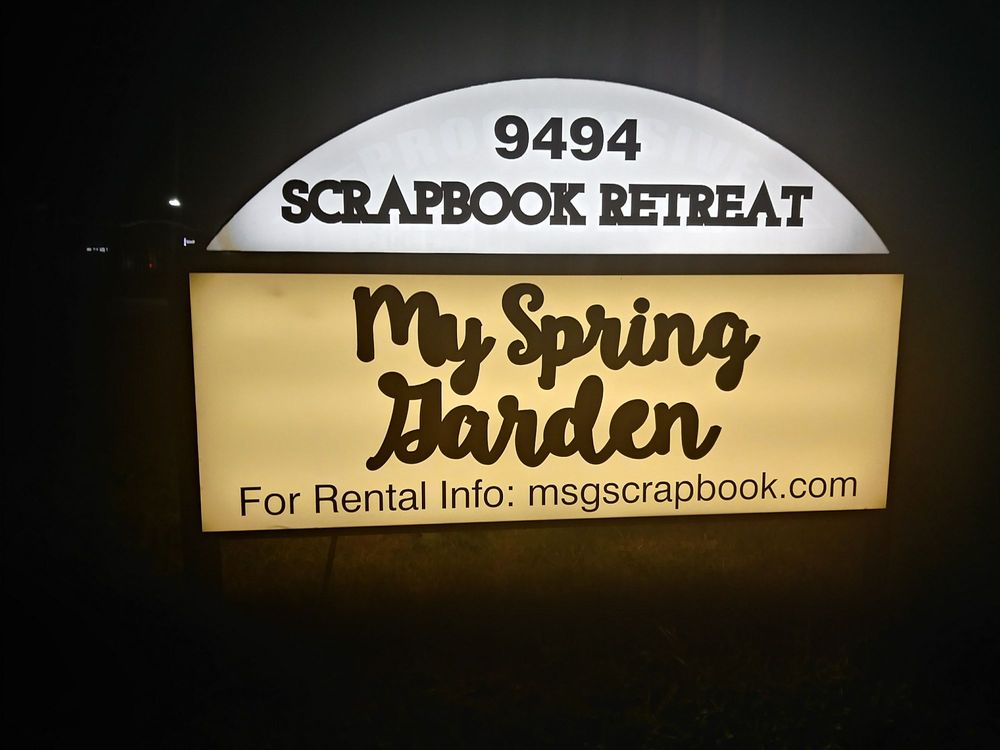 9494
SCRAPBOOK RETREAT
My Spring
Garden
For Rental Info: msgscrapbook.com